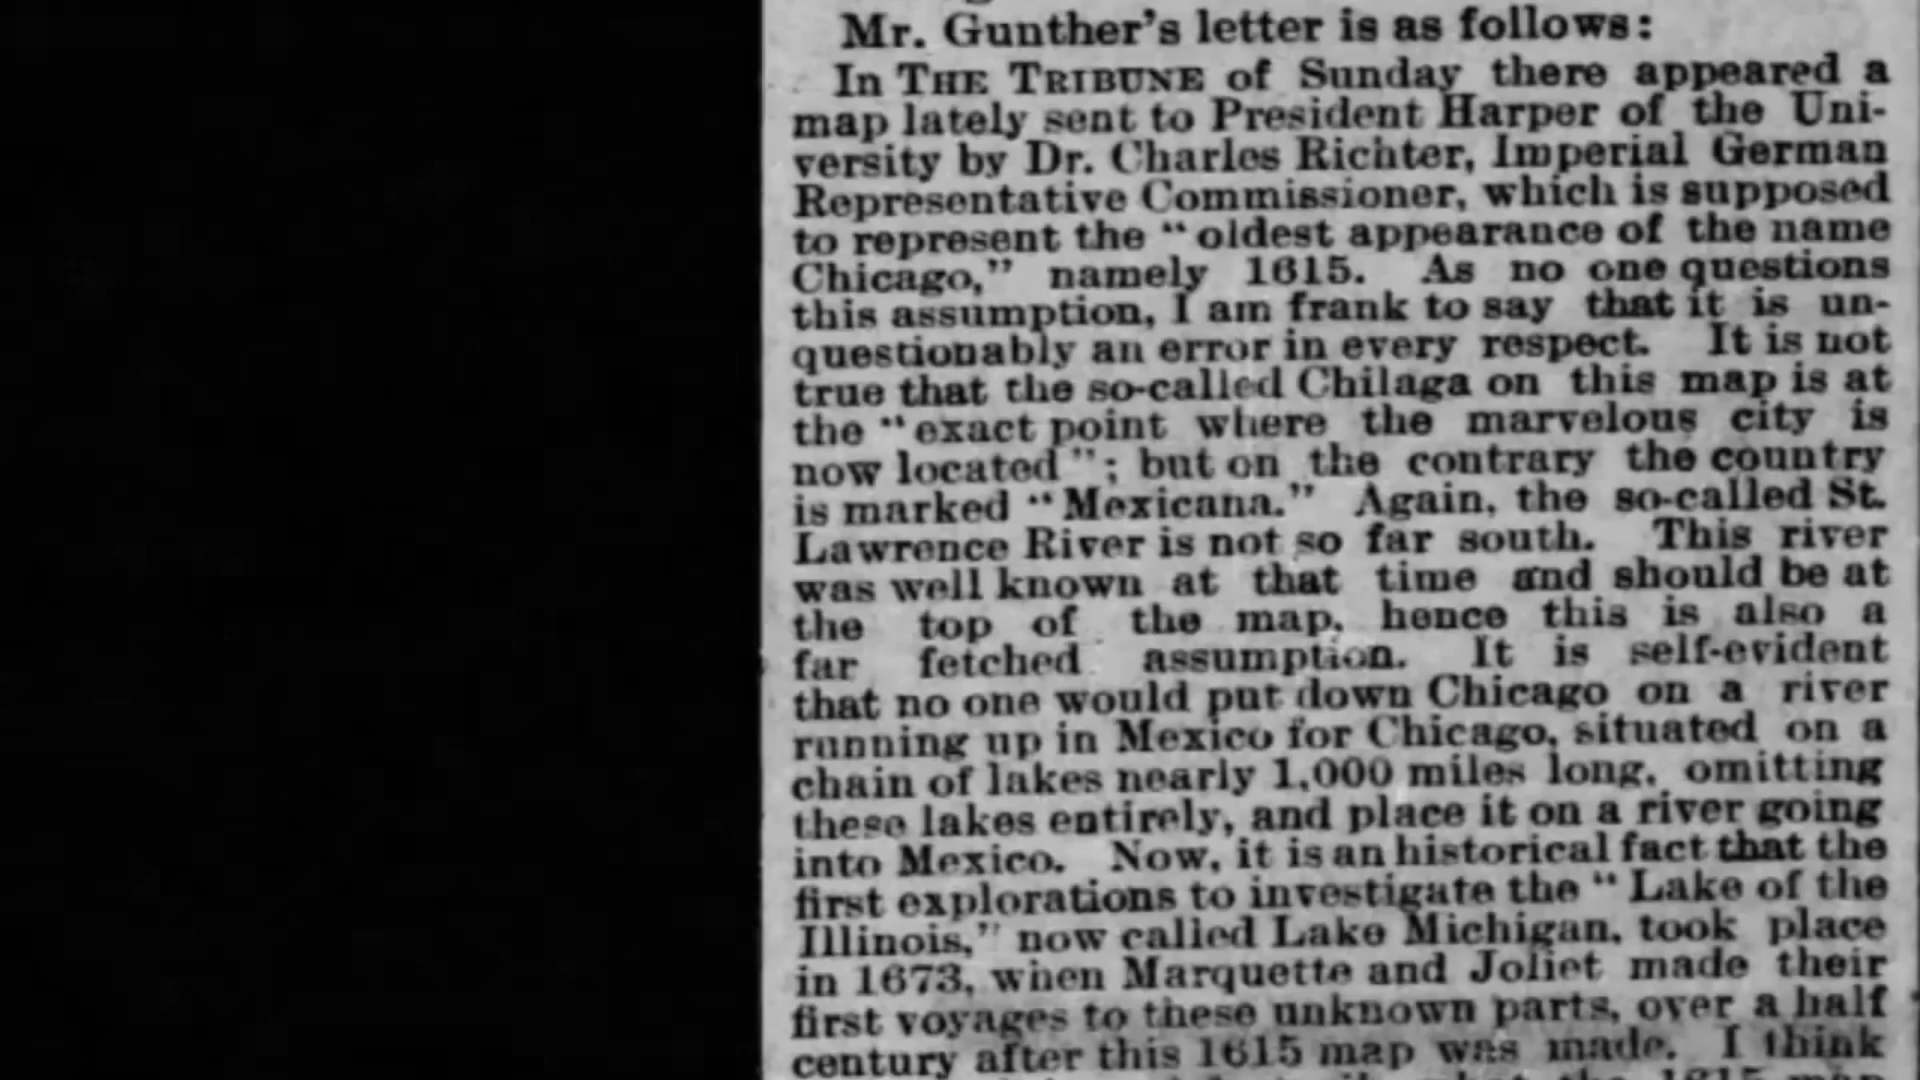 Mr. Gunther's letter is as follows:
In THE TRIBUNE of Sunday there appeared a
map lately sent to President Harper of the Uni-
versity by Dr. Charles Richter, Imperial German
Representative Commissioner, which is supposed
to represent the "oldest appearance of the name
Chicago," namely 1615. As no one questions
this assumption, I am frank to say that it is un-
questionably an error in every respect. It is not
true that the so-called Chilaga on this map is at
the "exact point where the marvelous city is
now located"; but on the contrary the country
is marked "Mexicana." Again, the so-called St.
Lawrence River is not so far south. This river
was well known at that time and should be at
the top of the map, hence this is also a
far fetched assumption. It is self-evident
that no one would put down Chicago on a river
running up in Mexico for Chicago, situated on a
chain of lakes nearly 1,000 miles long, omitting
these lakes entirely, and place it on a river going
into Mexico. Now, it is an historical fact that the
first explorations to investigate the "Lake of the
Illinois," now called Lake Michigan, took place
in 1673, when Marquette and Joliet made their
first voyages to these unknown parts, over a half
century after this 1615 map was made. I think
the 1615 map